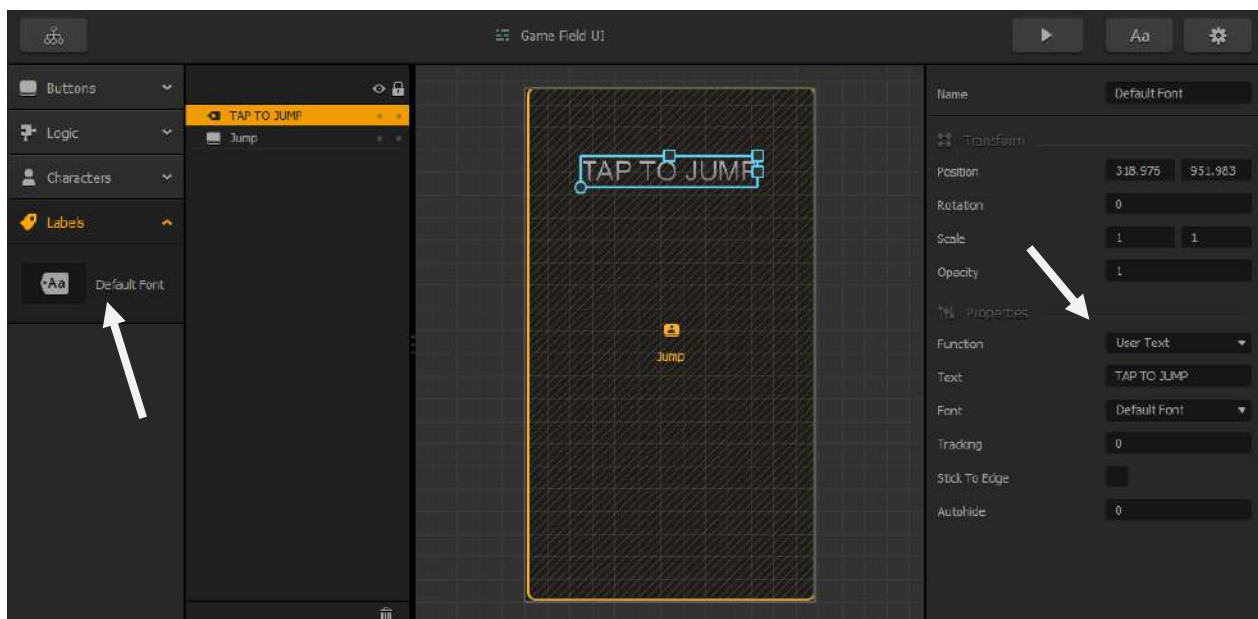 Game Field UI
Aa
Buttons
Logic
Characters
Labels
Aa
Default Font
TAP TO JUMP
Jump
TAP TO JUMP
Jump
Name Default Font
Transform
Position 318.976 951.983
Rotation 0
Scale 1 1
Opacity 1
Properties
Function User Text
Text TAP TO JUMP
Font Default Font
Tracking 0
Stick To Edge
Autohide 0